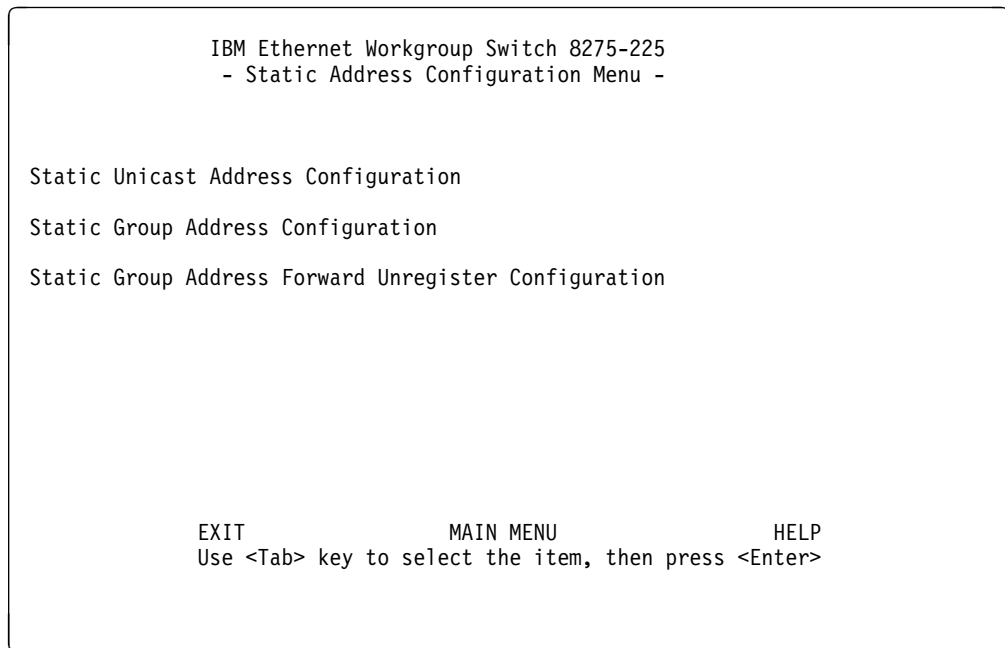 IBM Ethernet Workgroup Switch 8275-225
- Static Address Configuration Menu -
Static Unicast Address Configuration
Static Group Address Configuration
Static Group Address Forward Unregister Configuration
EXIT MAIN MENU HELP
Use <Tab> key to select the item, then press <Enter>